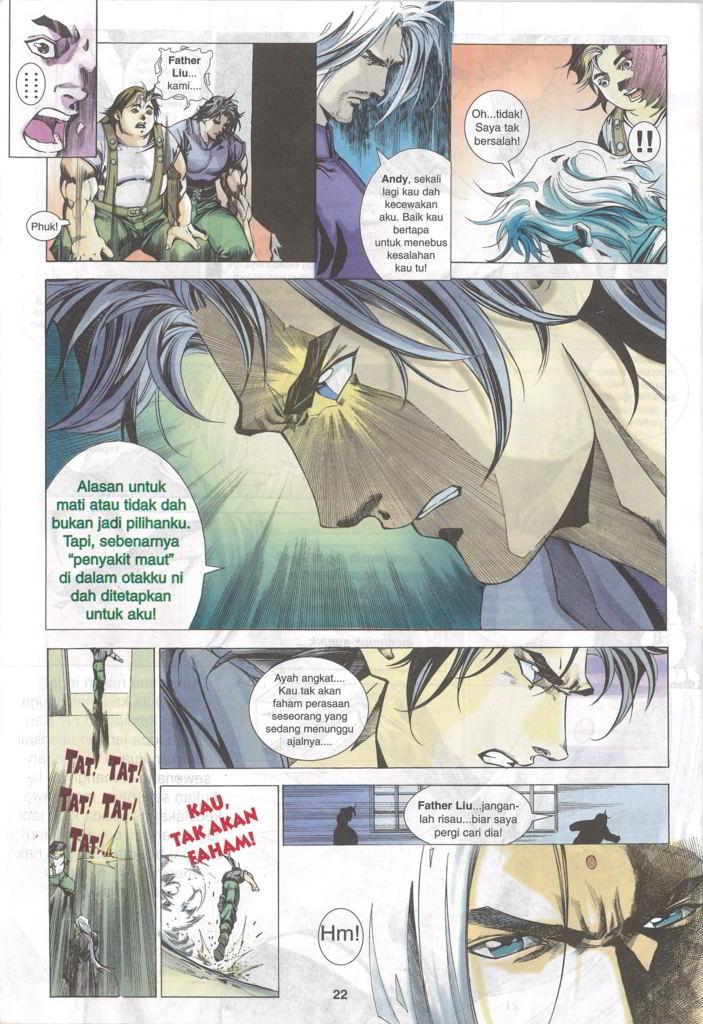 ......
Father
Liu...
kami....
Phuk!
Andy, sekali
lagi kau dah
kecewakan
aku. Baik kau
bertapa
untuk menebus
kesalahan
kau tu!
Oh...tidak!
Saya tak
bersalah!
!!
Alasan untuk
mati atau tidak dah
bukan jadi pilihanku.
Tapi, sebenarnya
“penyakit maut”
di dalam otakku ni
dah ditetapkan
untuk aku!
Ayah angkat....
Kau tak akan
faham perasaan
seseorang yang
sedang menunggu
ajalnya....
TAT! TAT!
TAT! TAT!
TAT!
KAU,
TAK AKAN
FAHAM!
Father Liu...jangan-
lah risau...biar saya
pergi cari dia!
Hm!
22